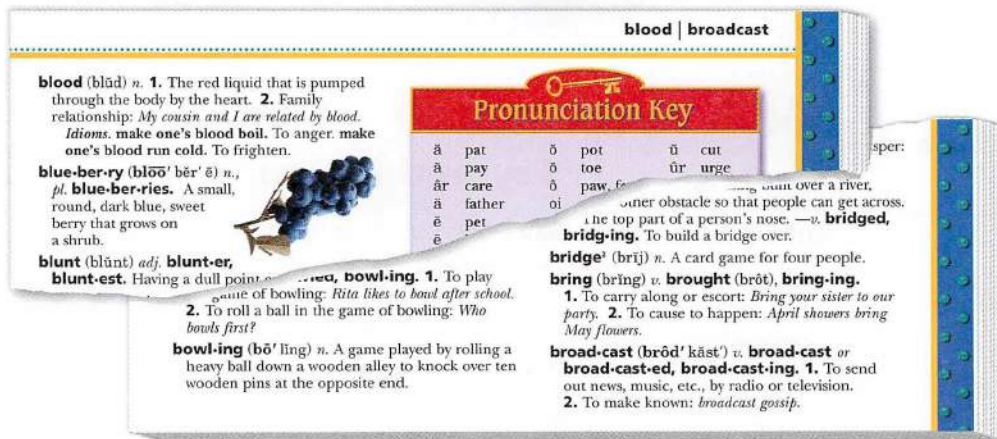 blood | broadcast
blood (blŭd) n. 1. The red liquid that is pumped
through the body by the heart. 2. Family
relationship: My cousin and I are related by blood.
Idioms. make one's blood boil. To anger. make
one's blood run cold. To frighten.
blue•ber•ry (blo͞o′ bĕr′ ē) n.,
pl. blue•ber•ries. A small,
round, dark blue, sweet
berry that grows on
a shrub.
blunt (blŭnt) adj. blunt•er,
blunt•est. Having a dull point
Pronunciation Key
ă pat ŏ pot ŭ cut
ā pay ō toe ûr urge
âr care ô paw,
ä father oi
ĕ pet
ē
bowl•ing. 1. To play
game of bowling: Rita likes to bowl after school.
2. To roll a ball in the game of bowling: Who
bowls first?
bowl•ing (bō′ lĭng) n. A game played by rolling a
heavy ball down a wooden alley to knock over ten
wooden pins at the opposite end.
built over a river,
other obstacle so that people can get across.
The top part of a person's nose. —v. bridged,
bridg•ing. To build a bridge over.
bridge² (brĭj) n. A card game for four people.
bring (brĭng) v. brought (brôt), bring•ing.
1. To carry along or escort: Bring your sister to our
party. 2. To cause to happen: April showers bring
May flowers.
broad•cast (brôd′ kăst′) v. broad•cast or
broad•cast•ed, broad•cast•ing. 1. To send
out news, music, etc., by radio or television.
2. To make known: broadcast gossip.